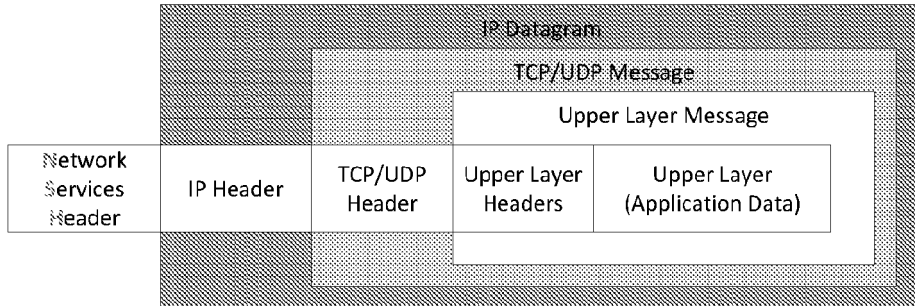 IP Datagram
TCP/UDP Message
Upper Layer Message
Network
Services
Header
IP Header
TCP/UDP
Header
Upper Layer
Headers
Upper Layer
(Application Data)